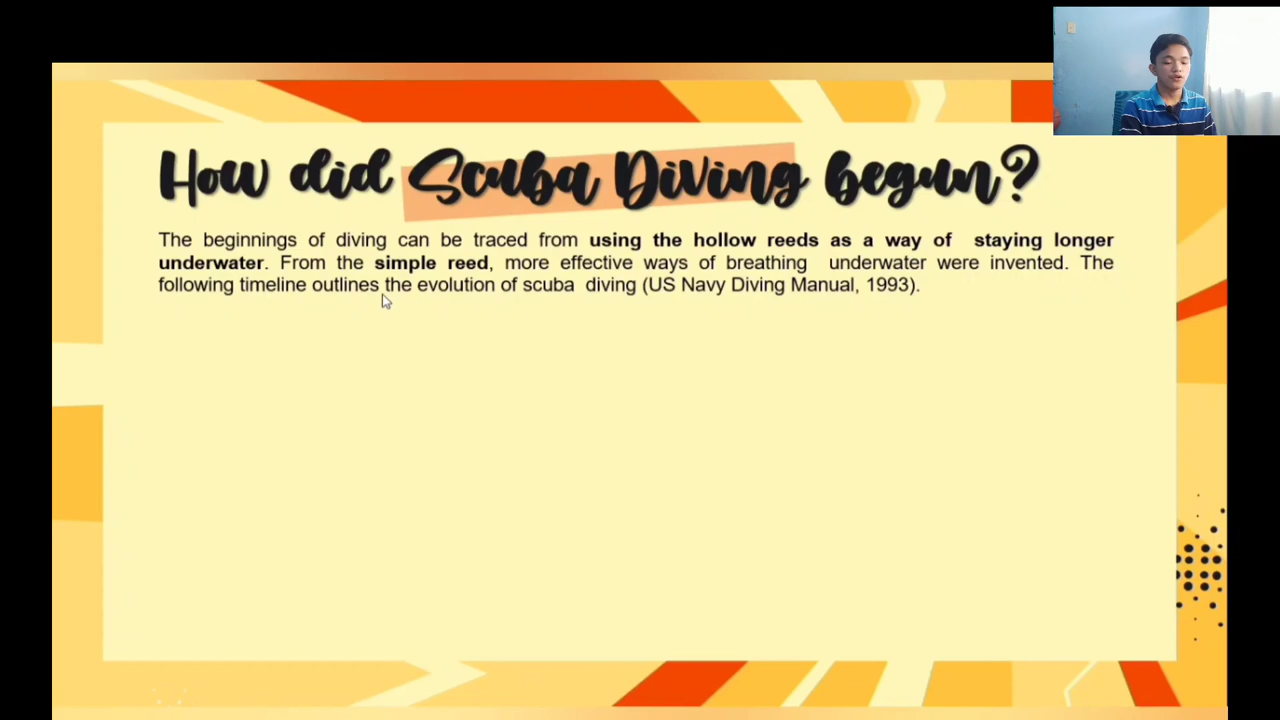 How did Scuba Diving begun?
The beginnings of diving can be traced from using the hollow reeds as a way of staying longer
underwater. From the simple reed, more effective ways of breathing underwater were invented. The
following timeline outlines the evolution of scuba diving (US Navy Diving Manual, 1993).